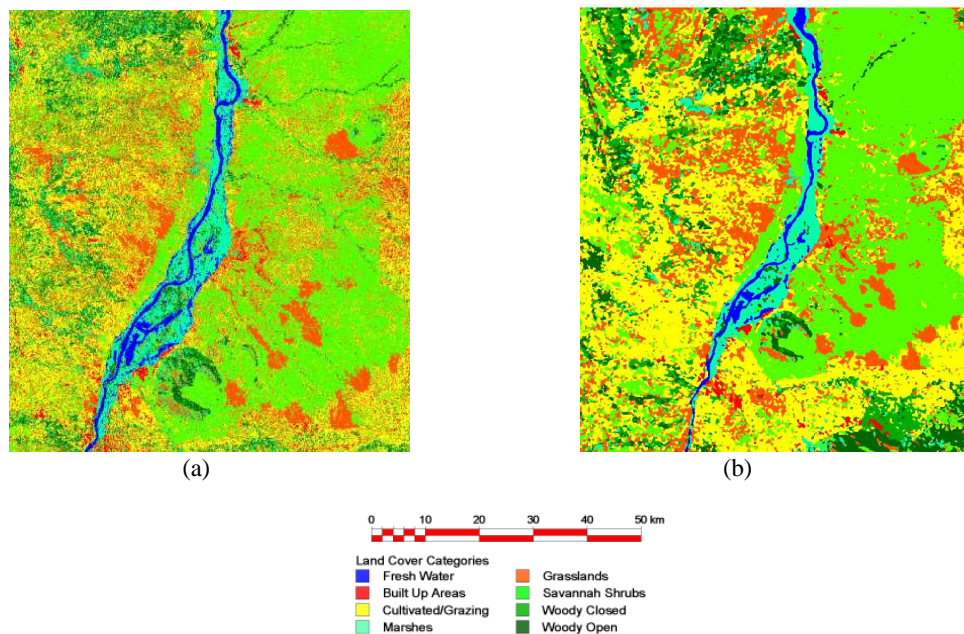 (a)
(b)
0 10 20 30 40 50 km
Land Cover Categories
Fresh Water
Built Up Areas
Cultivated/Grazing
Marshes
Grasslands
Savannah Shrubs
Woody Closed
Woody Open